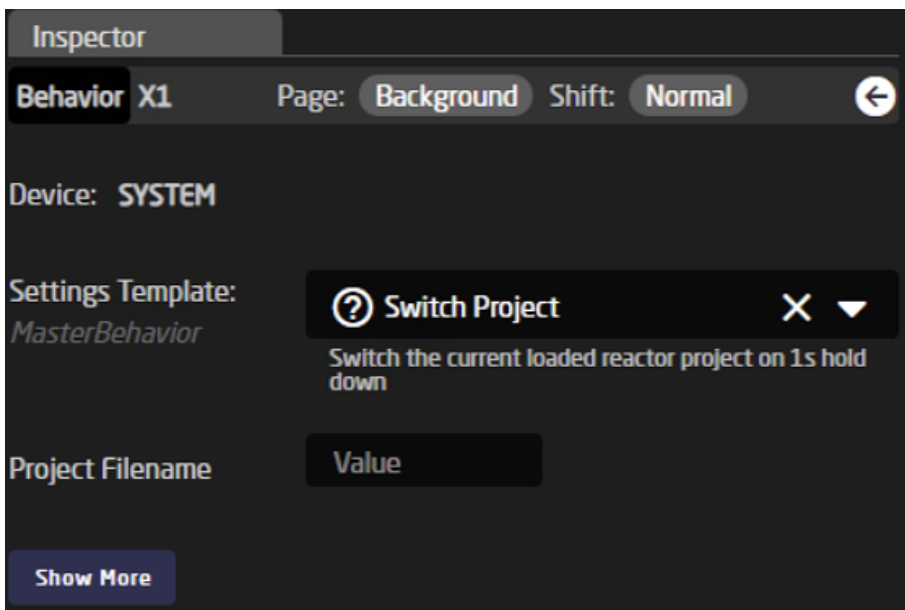 Inspector
Behavior X1 Page: Background Shift: Normal
Device: SYSTEM
Settings Template:
MasterBehavior
Switch Project
Switch the current loaded reactor project on 1s hold
down
Project Filename
Value
Show More